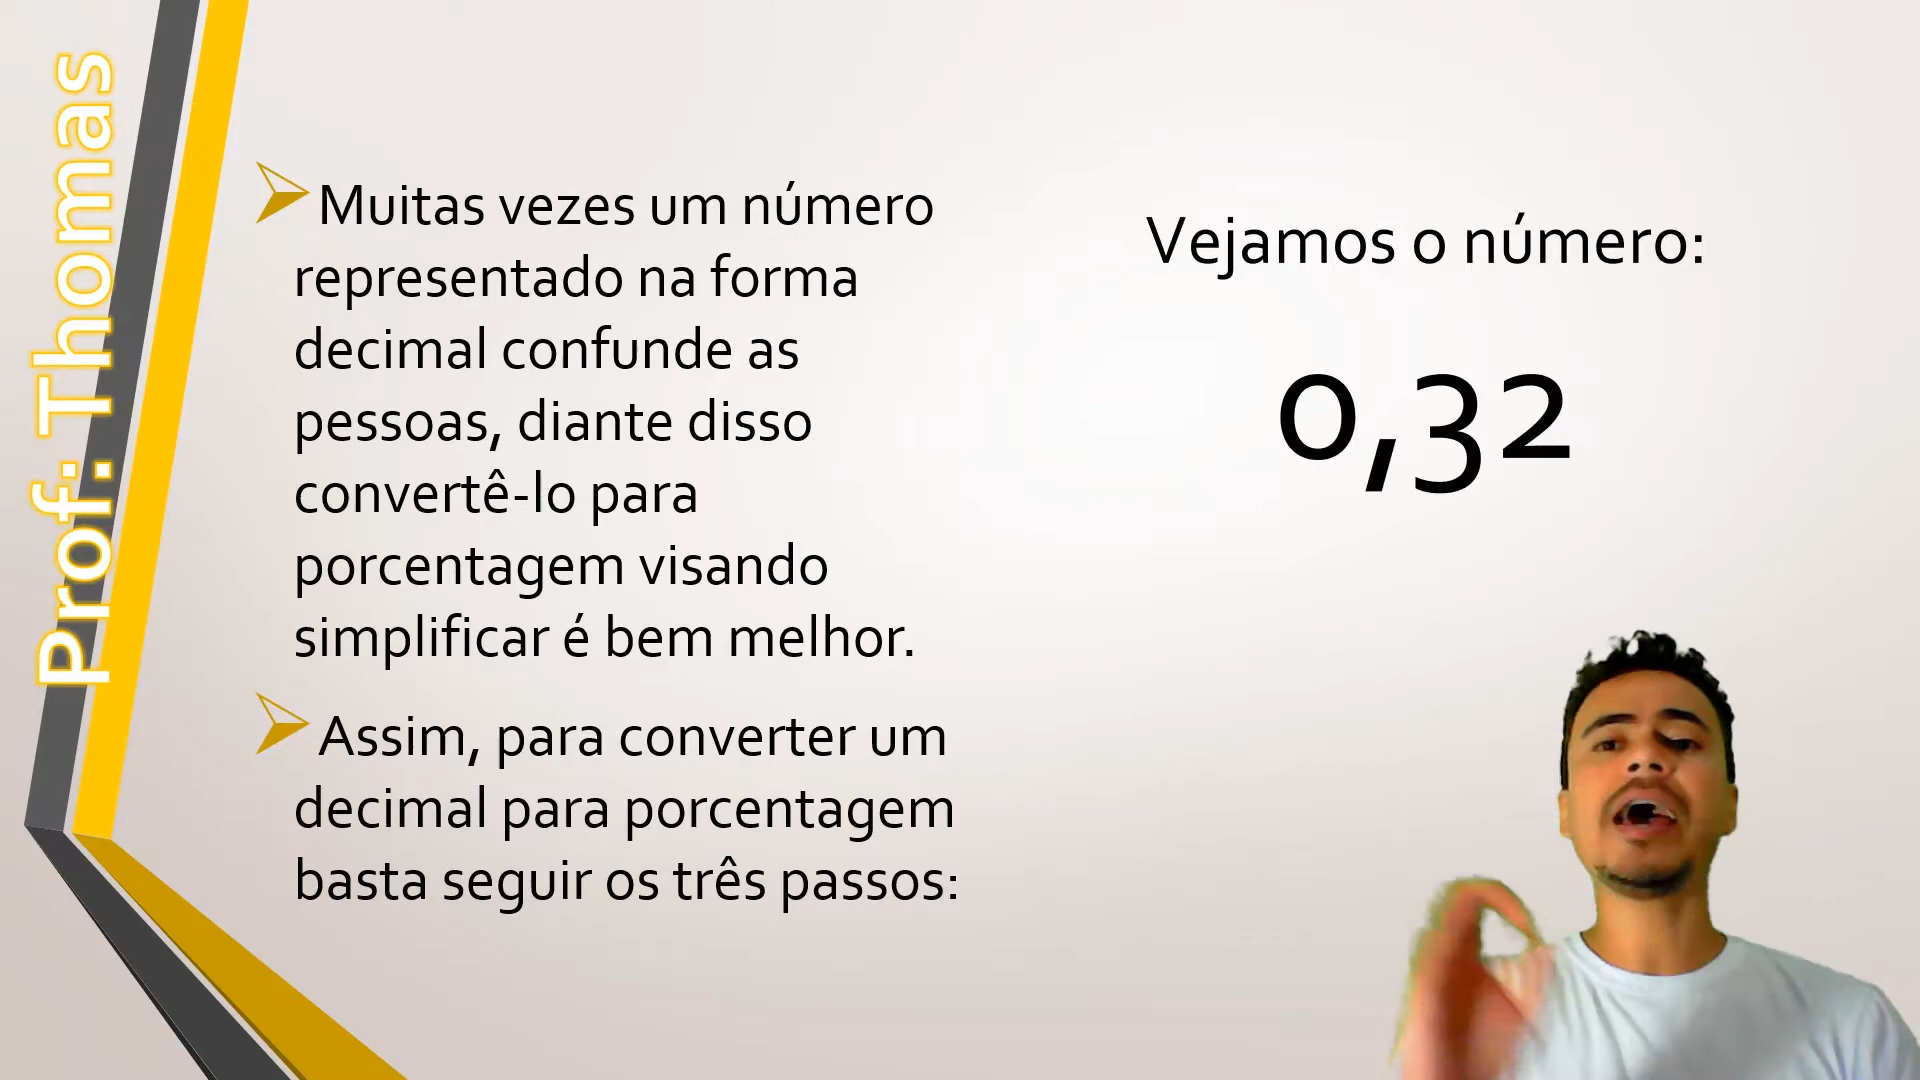 Prof: Thomas
Muitas vezes um número
representado na forma
decimal confunde as
pessoas, diante disso
convertê-lo para
porcentagem visando
simplificar é bem melhor.
Assim, para converter um
decimal para porcentagem
basta seguir os três passos:
Vejamos o número:
0,32